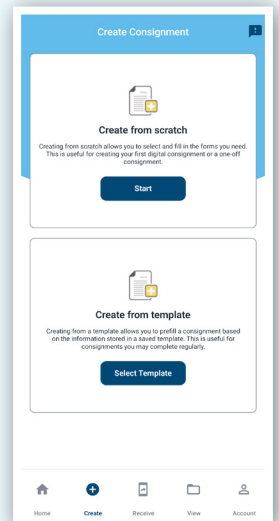 Create Consignment
Create from scratch
Creating from scratch allows you to select and fill in the forms you need.
This is useful for creating your first digital consignment or a one-off
consignment.
Start
Create from template
Creating from a template allows you to prefill a consignment based
on the information stored in a saved template. This is useful for
consignments you may complete regularly.
Select Template
Home Create Receive View Account